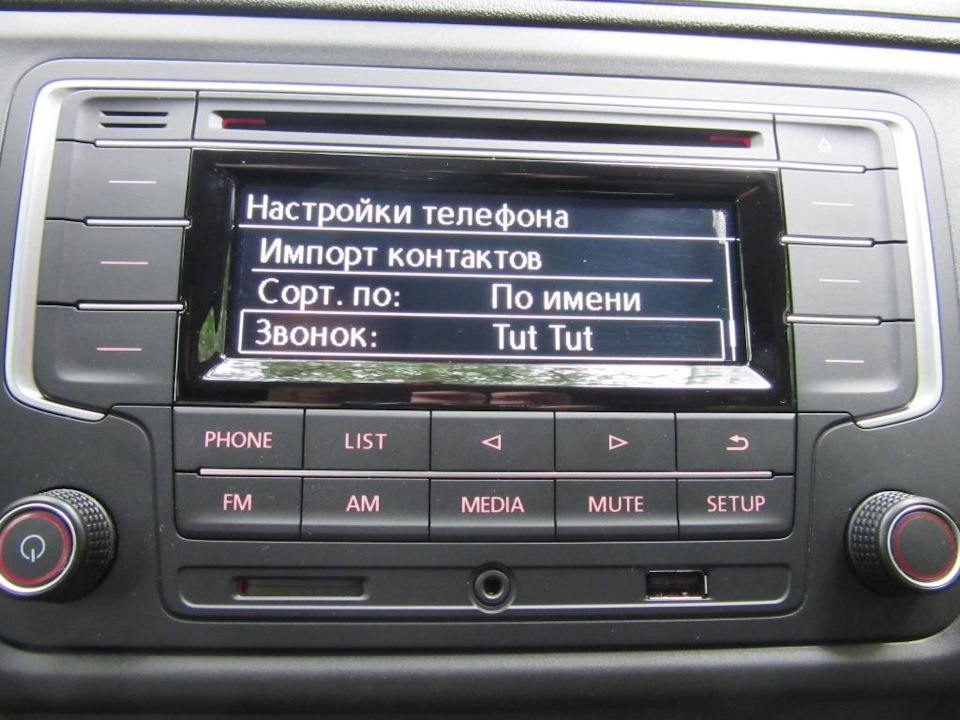 Настройки телефона
Импорт контактов
Сорт. по: По имени
Звонок: Tut Tut
PHONE LIST
FM AM MEDIA MUTE SETUP